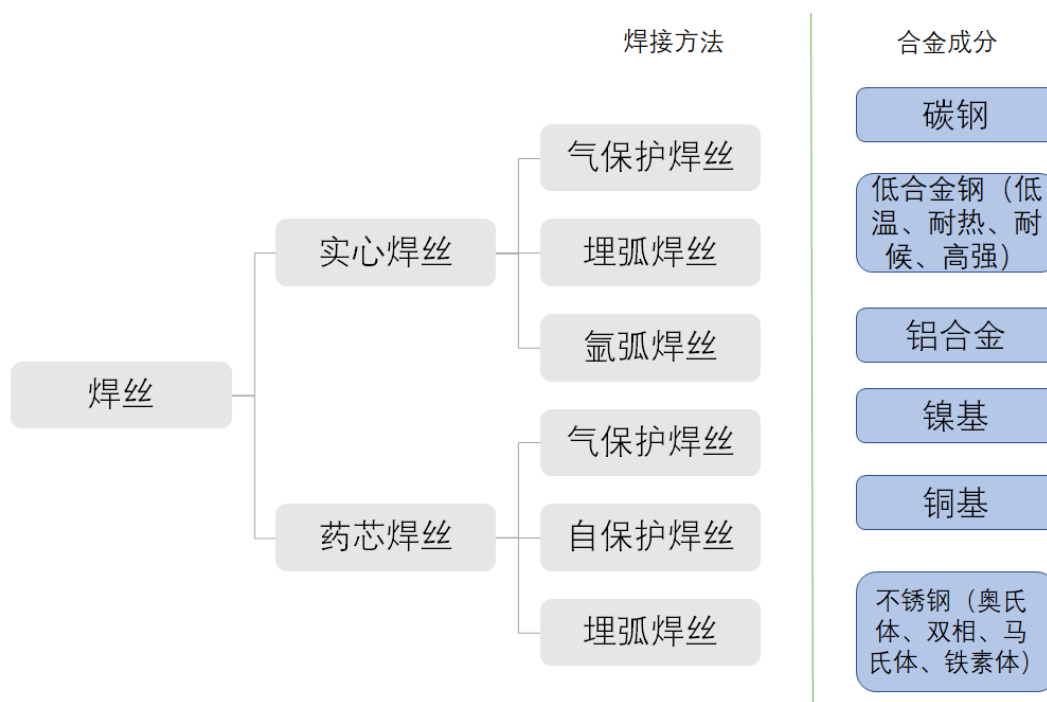 焊接方法
合金成分
焊丝
实心焊丝
气保护焊丝
埋弧焊丝
氩弧焊丝
药芯焊丝
气保护焊丝
自保护焊丝
埋弧焊丝
碳钢
低合金钢（低
温、耐热、耐
候、高强）
铝合金
镍基
铜基
不锈钢（奥氏
体、双相、马
氏体、铁素体）